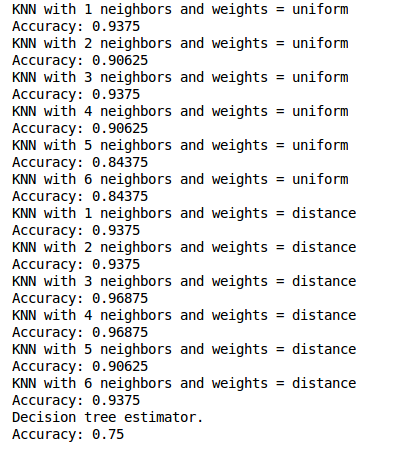 KNN with 1 neighbors and weights = uniform
Accuracy: 0.9375
KNN with 2 neighbors and weights = uniform
Accuracy: 0.90625
KNN with 3 neighbors and weights = uniform
Accuracy: 0.9375
KNN with 4 neighbors and weights = uniform
Accuracy: 0.90625
KNN with 5 neighbors and weights = uniform
Accuracy: 0.84375
KNN with 6 neighbors and weights = uniform
Accuracy: 0.84375
KNN with 1 neighbors and weights = distance
Accuracy: 0.9375
KNN with 2 neighbors and weights = distance
Accuracy: 0.9375
KNN with 3 neighbors and weights = distance
Accuracy: 0.96875
KNN with 4 neighbors and weights = distance
Accuracy: 0.96875
KNN with 5 neighbors and weights = distance
Accuracy: 0.90625
KNN with 6 neighbors and weights = distance
Accuracy: 0.9375
Decision tree estimator.
Accuracy: 0.75